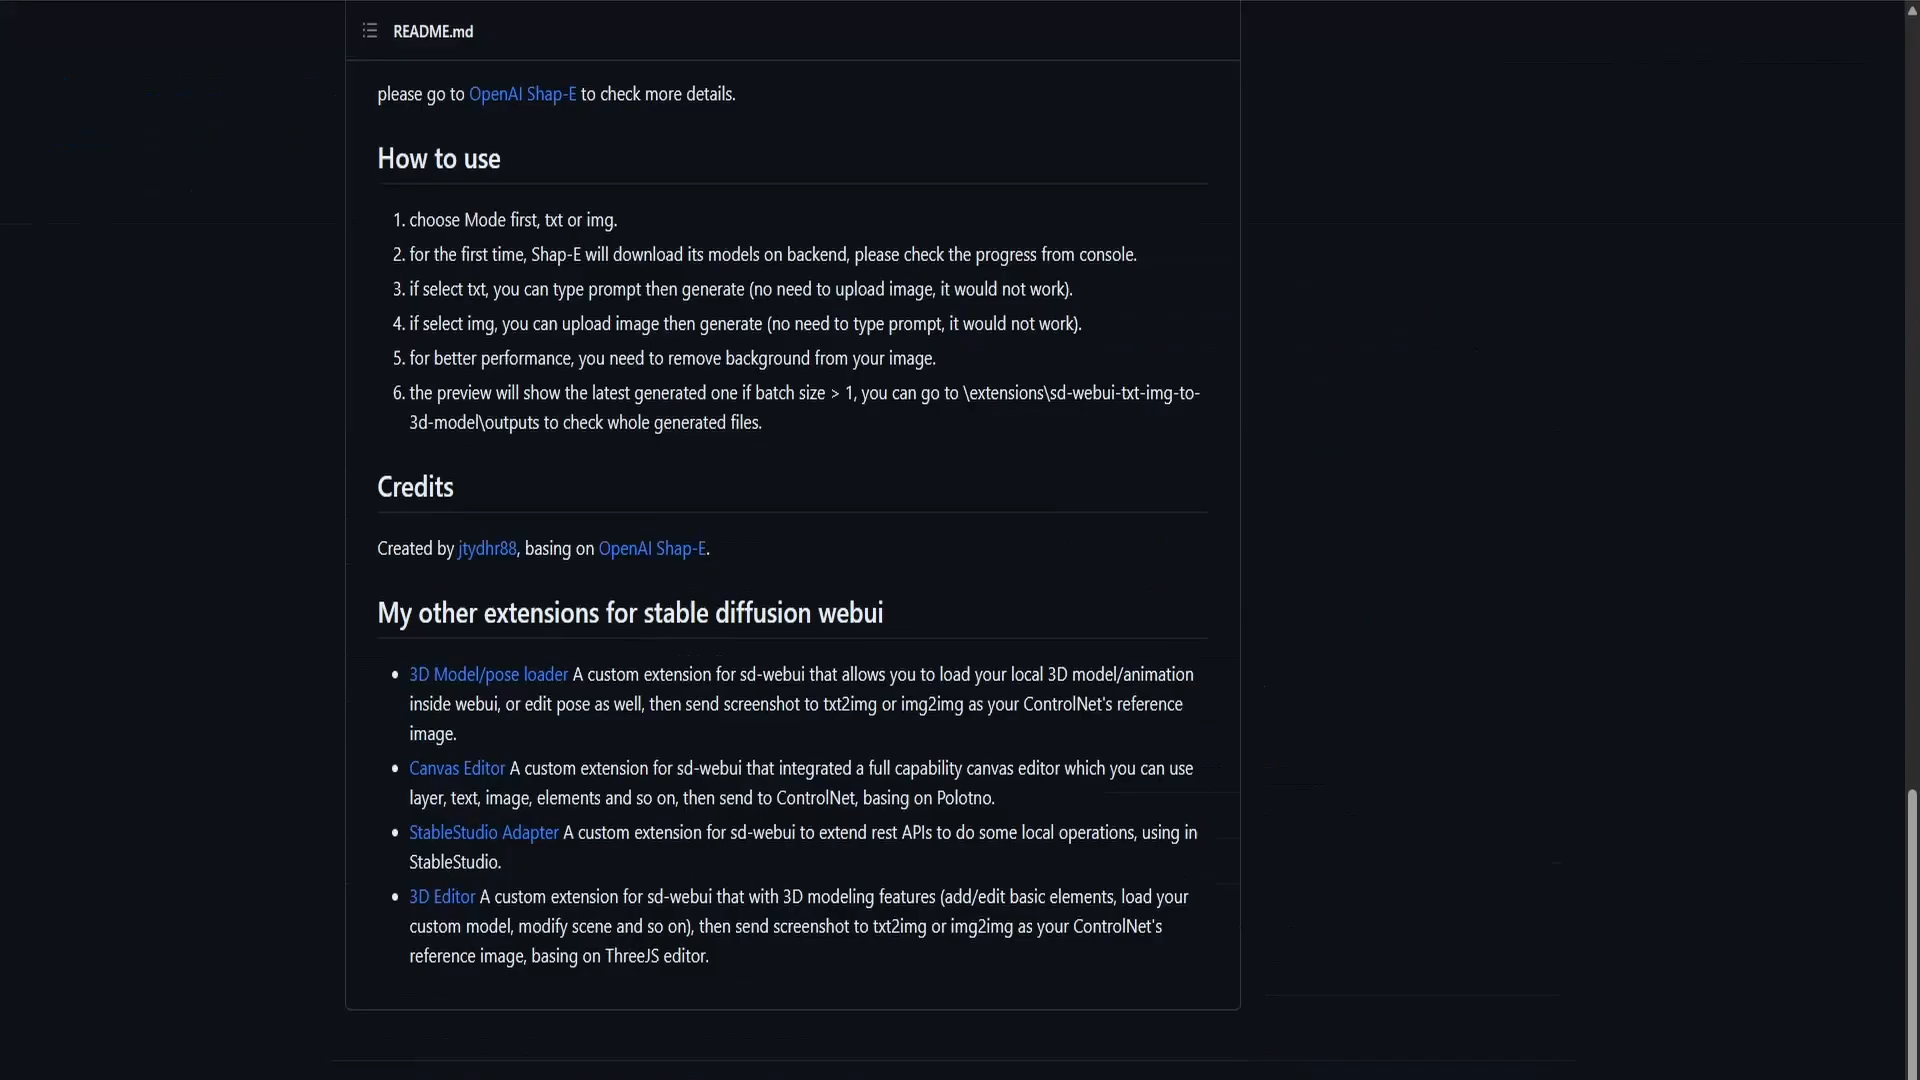 README.md
please go to OpenAI Shap-E to check more details.
How to use
1. choose Mode first, txt or img.
2. for the first time, Shap-E will download its models on backend, please check the progress from console.
3. if select txt, you can type prompt then generate (no need to upload image, it would not work).
4. if select img, you can upload image then generate (no need to type prompt, it would not work).
5. for better performance, you need to remove background from your image.
6. the preview will show the latest generated one if batch size > 1, you can go to \extensions\sd-webui-txt-img-to-
3d-model\outputs to check whole generated files.
Credits
Created by jtydhr88, basing on OpenAI Shap-E.
My other extensions for stable diffusion webui
• 3D Model/pose loader A custom extension for sd-webui that allows you to load your local 3D model/animation
inside webui, or edit pose as well, then send screenshot to txt2img or img2img as your ControlNet's reference
image.
• Canvas Editor A custom extension for sd-webui that integrated a full capability canvas editor which you can use
layer, text, image, elements and so on, then send to ControlNet, basing on Polotno.
• StableStudio Adapter A custom extension for sd-webui to extend rest APIs to do some local operations, using in
StableStudio.
• 3D Editor A custom extension for sd-webui that with 3D modeling features (add/edit basic elements, load your
custom model, modify scene and so on), then send screenshot to txt2img or img2img as your ControlNet's
reference image, basing on ThreeJS editor.